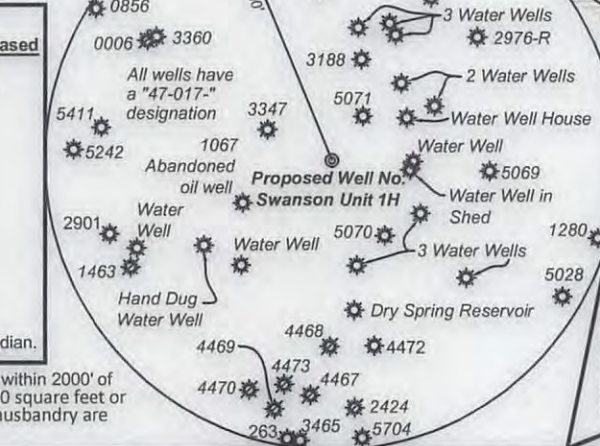 0856
0'
3 Water Wells
ased
0006
3360
2976-R
3188
All wells have
a "47-017-"
designation
2 Water Wells
5411
3347
5071
Water Well House
5242
1067
Abandoned
oil well
Water Well
Proposed Well No.
Swanson Unit 1H
5069
Water Well in
Shed
2901
Water
Well
Water Well
5070
3 Water Wells
1280
1463
5028
Hand Dug
Water Well
Dry Spring Reservoir
dian.
4468
4469
4472
within 2000' of
0 square feet or
usbandry are
4473
4470
4467
2424
263
3465
5704